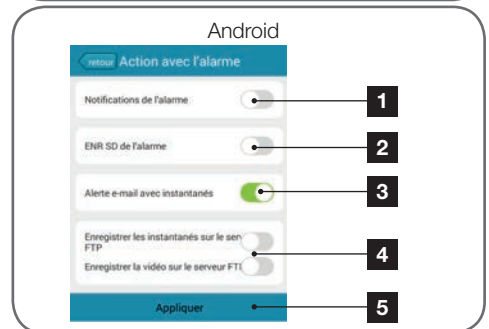 Android
retour Action avec l'alarme
Notifications de l'alarme
1
ENR SD de l'alarme
2
Alerte e-mail avec instantanés
3
Enregistrer les instantanés sur le ser
FTP
4
Enregistrer la vidéo sur le serveur FT
Appliquer
5